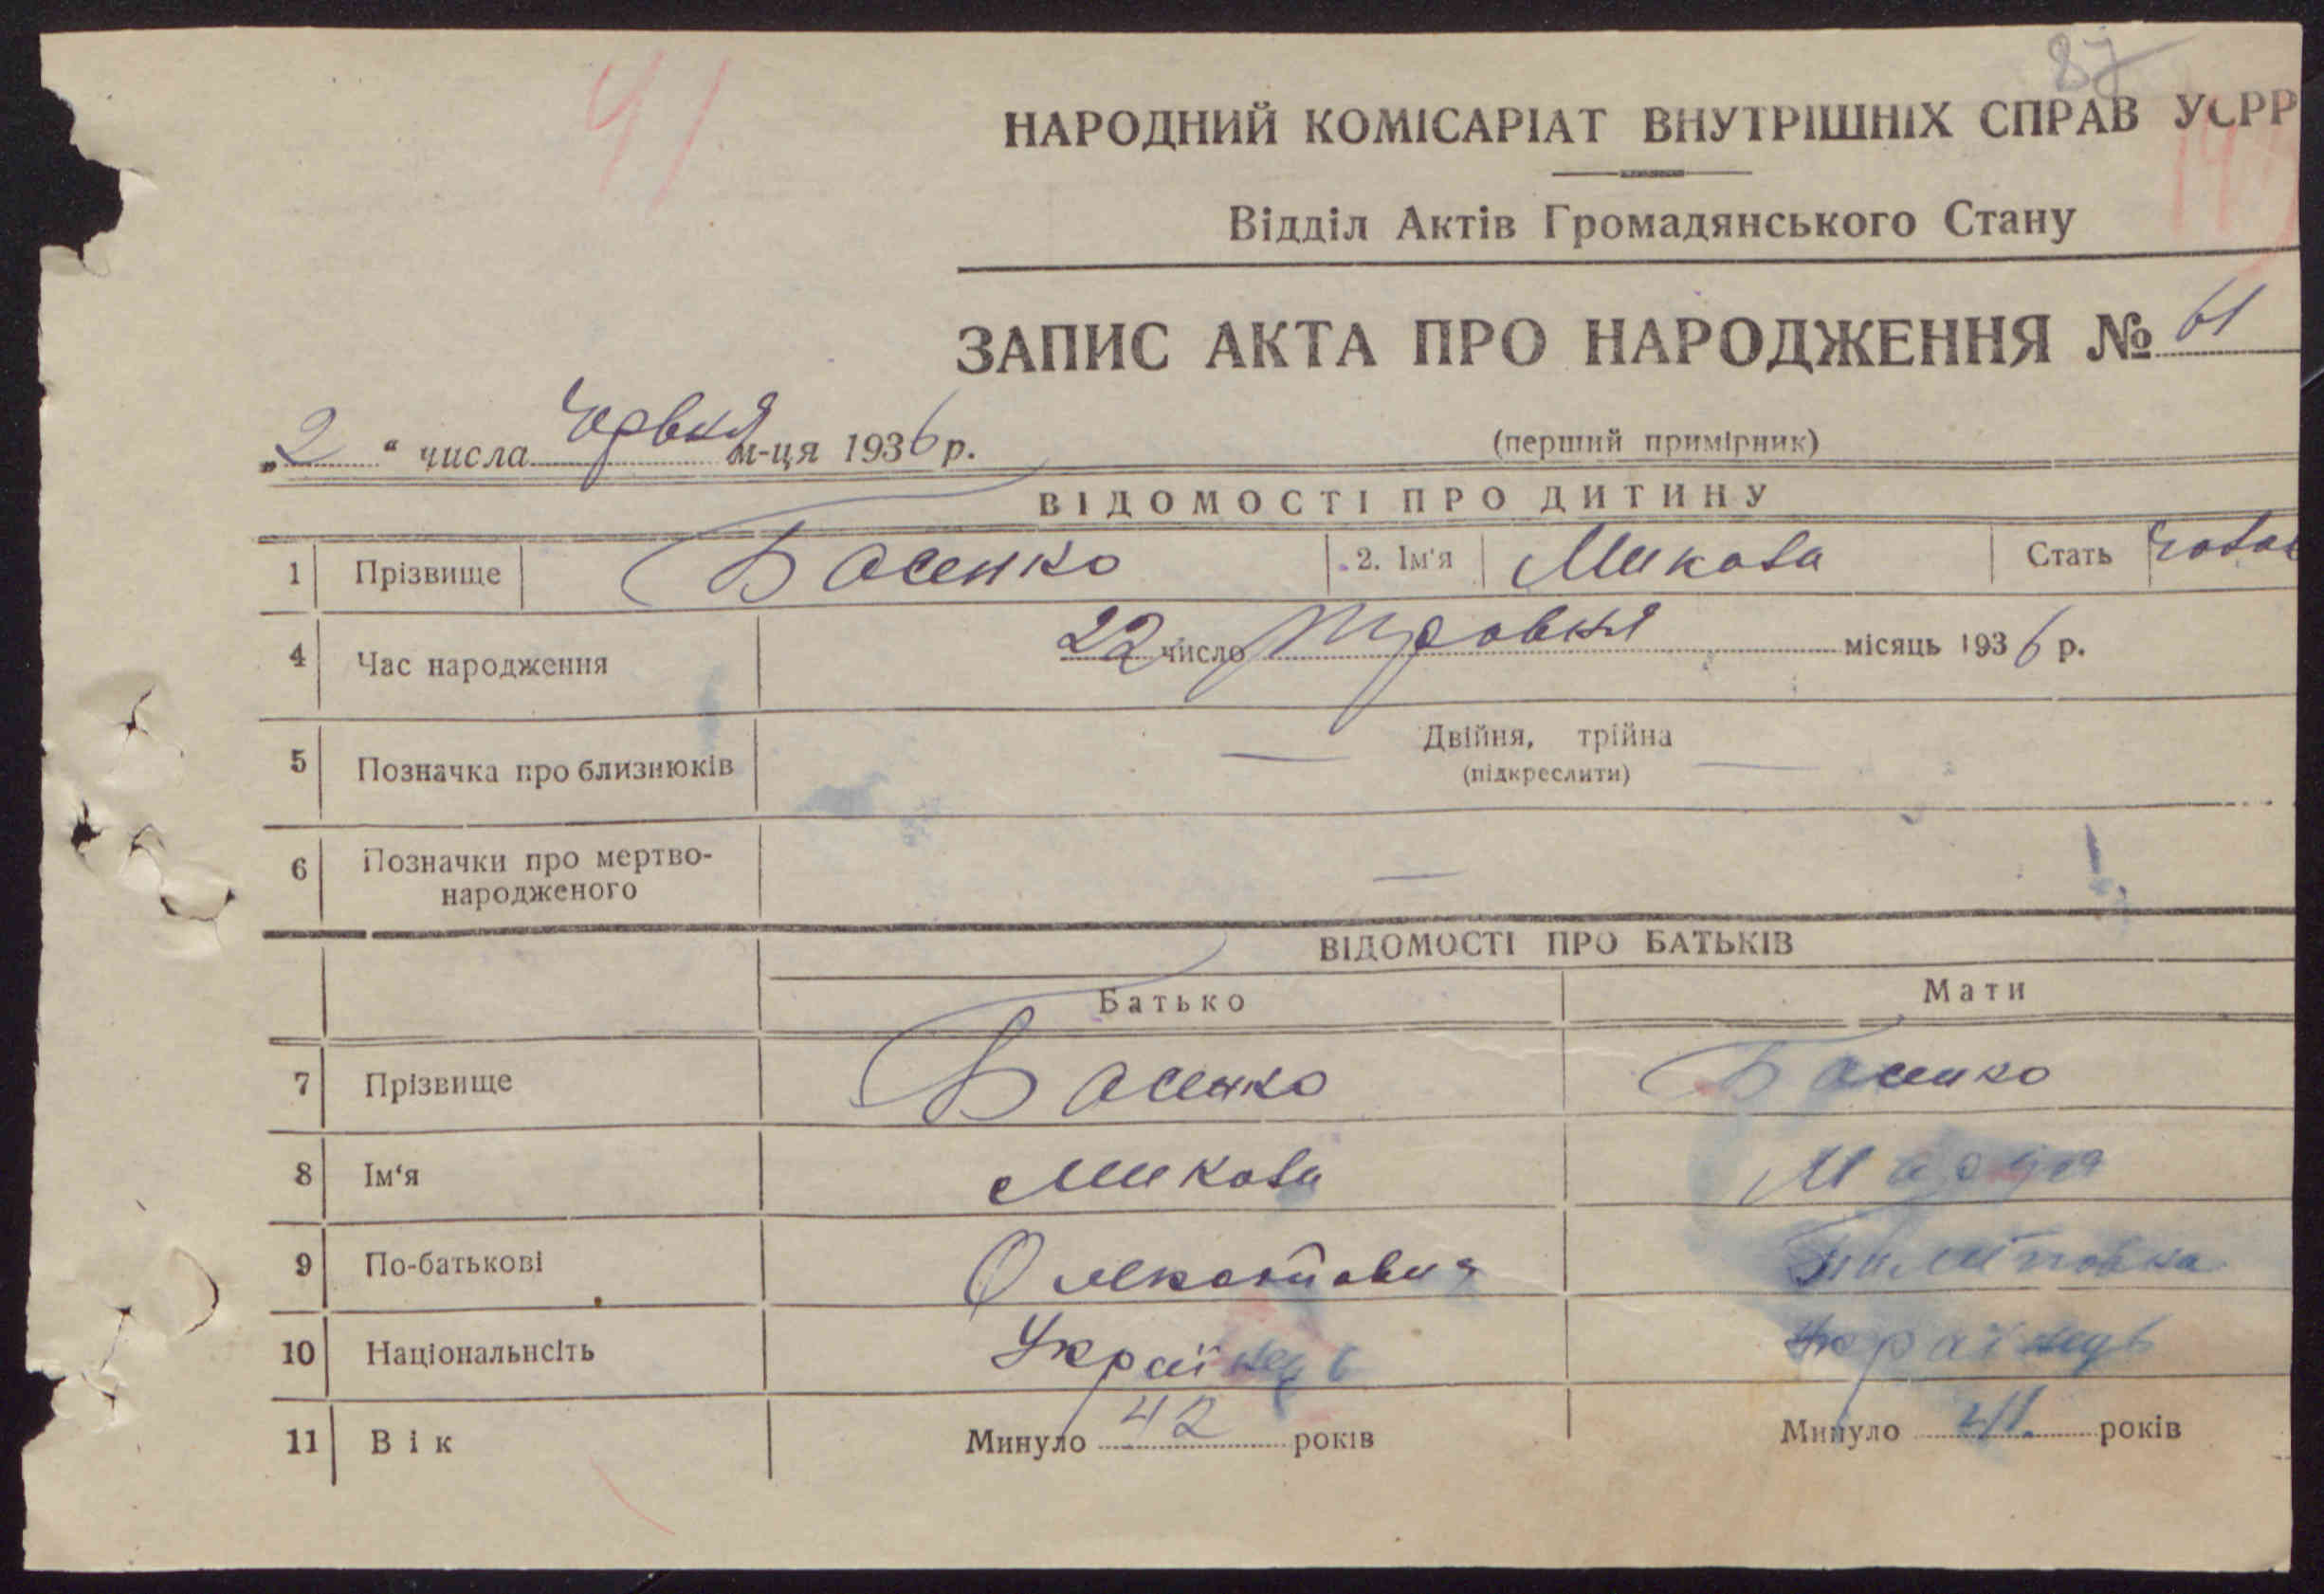 87
41
НАРОДНИЙ КОМІСАРІАТ ВНУТРІШНІХ СПРАВ УСРР
Відділ Актів Громадянського Стану
ЗАПИС АКТА ПРО НАРОДЖЕННЯ № 61
„2“ числа Червня м-ця 1936 р.
(перший примірник)
ВІДОМОСТІ ПРО ДИТИНУ
1 Прізвище Басенко 2. Ім'я Микола Стать
4 Час народження 22 число Травня місяць 1936 р.
5 Позначка про близнюків — Двійня, трійна —
(підкреслити)
6 Позначки про мертво-
народженого —
ВІДОМОСТІ ПРО БАТЬКІВ
Батько Мати
7 Прізвище Басенко Басенко
8 Ім‘я Микола Марія
9 По-батькові
10 Національнсіть Українець Українець
11 Вік Минуло 42 років Минуло 41. років